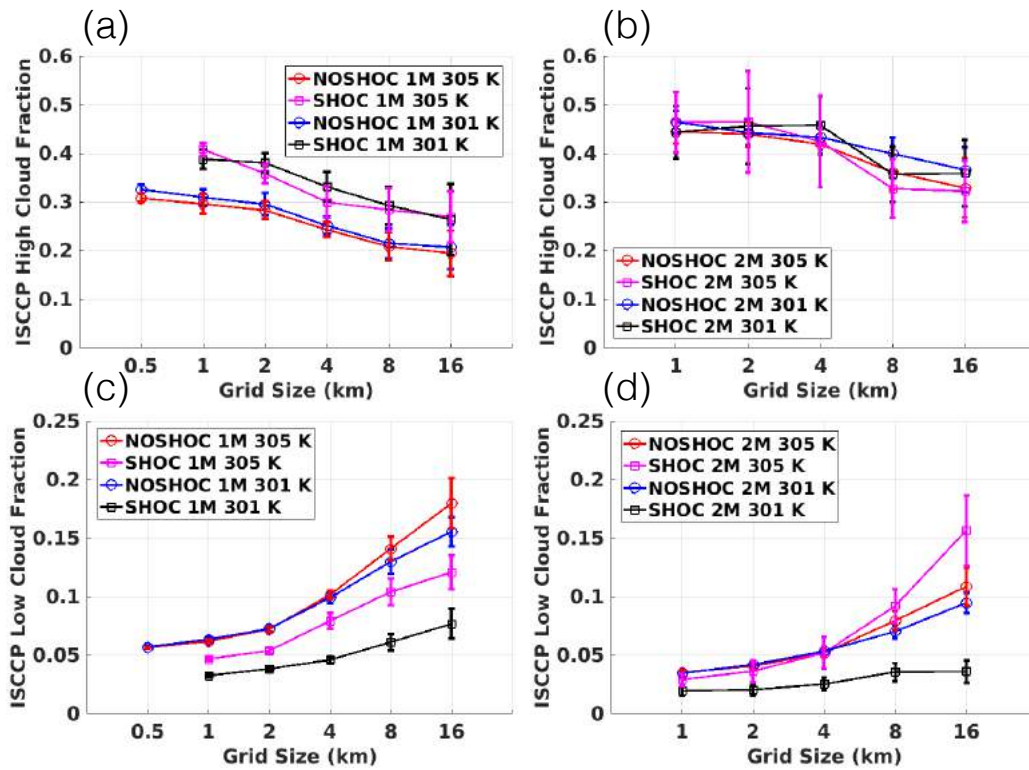 (a)
ISCCP High Cloud Fraction
0.6
0.5
0.4
0.3
0.2
0.1
0
NOSHOC 1M 305 K
SHOC 1M 305 K
NOSHOC 1M 301 K
SHOC 1M 301 K
0.5 1 2 4 8 16
Grid Size (km)
(b)
ISCCP High Cloud Fraction
0.6
0.5
0.4
0.3
0.2
0.1
0
NOSHOC 2M 305 K
SHOC 2M 305 K
NOSHOC 2M 301 K
SHOC 2M 301 K
1 2 4 8 16
Grid Size (km)
(c)
ISCCP Low Cloud Fraction
0.25
0.2
0.15
0.1
0.05
0
NOSHOC 1M 305 K
SHOC 1M 305 K
NOSHOC 1M 301 K
SHOC 1M 301 K
0.5 1 2 4 8 16
Grid Size (km)
(d)
ISCCP Low Cloud Fraction
0.25
0.2
0.15
0.1
0.05
0
NOSHOC 2M 305 K
SHOC 2M 305 K
NOSHOC 2M 301 K
SHOC 2M 301 K
1 2 4 8 16
Grid Size (km)